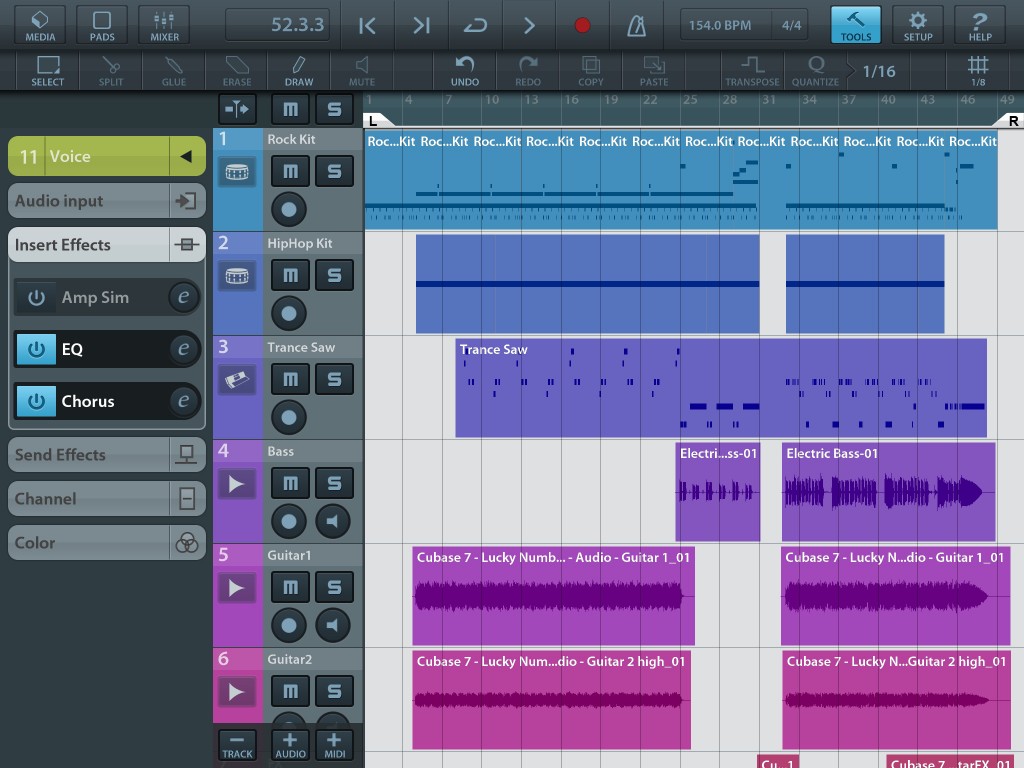 MEDIA PADS MIXER 52.3.3 154.0 BPM 4/4 TOOLS SETUP ? HELP
SELECT SPLIT GLUE ERASE DRAW MUTE UNDO REDO COPY PASTE TRANSPOSE Q QUANTIZE 1/16 1/8
M S 1 4 7 10 13 16 19 22 25 28 31 34 37 40 43 46 49
L R
1 Rock Kit
M S
Roc...Kit Roc...Kit Roc...Kit Roc...Kit Roc...Kit Roc...Kit Roc...Kit Roc...Kit Roc...Kit Roc...Kit Roc...Kit Roc...Kit
11 Voice
Audio input
Insert Effects
Amp Sim e
EQ e
Chorus e
Send Effects
Channel
Color
2 HipHop Kit
M S
3 Trance Saw
M S
Trance Saw
4 Bass
M S
Electri...ss-01 Electric Bass-01
5 Guitar1
M S
Cubase 7 - Lucky Numb... - Audio - Guitar 1_01 Cubase 7 - Lucky N...dio - Guitar 1_01
6 Guitar2
M S
Cubase 7 - Lucky Num...dio - Guitar 2 high_01 Cubase 7 - Lucky N...Guitar 2 high_01
TRACK AUDIO MIDI
Cu...1 Cubase 7 ...tarFX_01